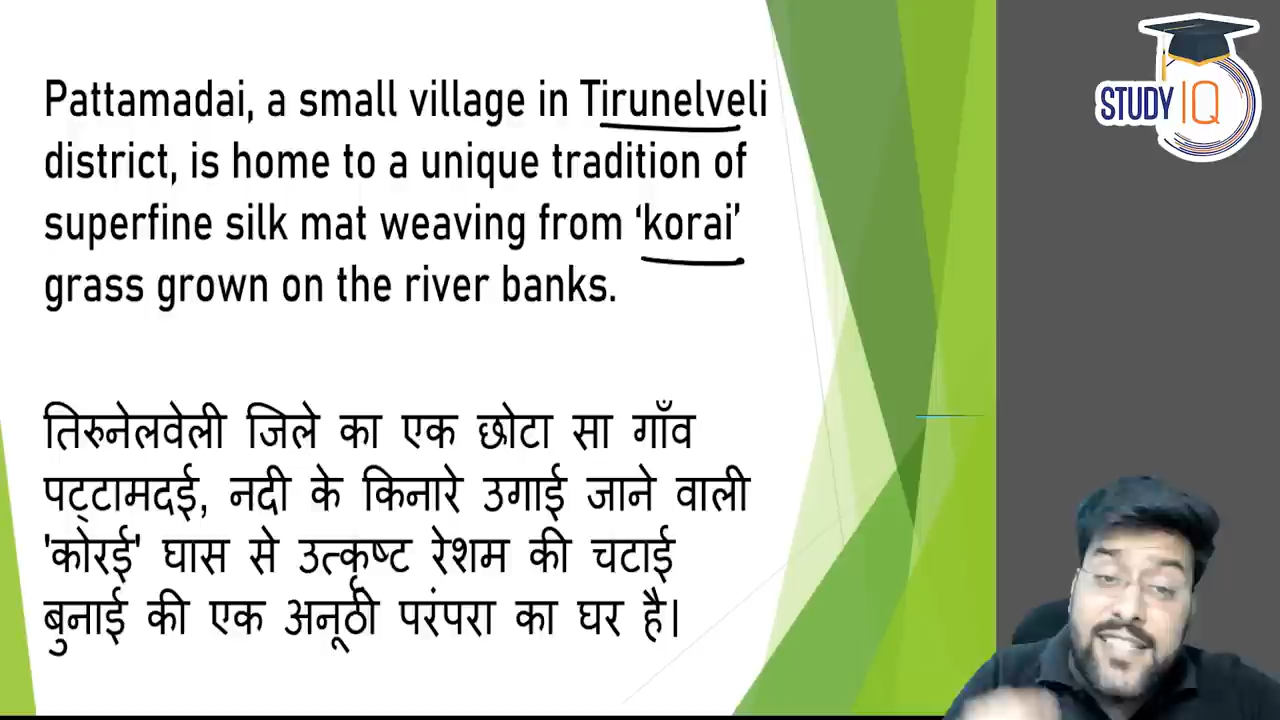 Pattamadai, a small village in Tirunelveli
district, is home to a unique tradition of
superfine silk mat weaving from ‘korai’
grass grown on the river banks.
तिरुनेलवेली जिले का एक छोटा सा गाँव
पट्टामदई, नदी के किनारे उगाई जाने वाली
'कोरई' घास से उत्कृष्ट रेशम की चटाई
बुनाई की एक अनूठी परंपरा का घर है।
STUDY IQ